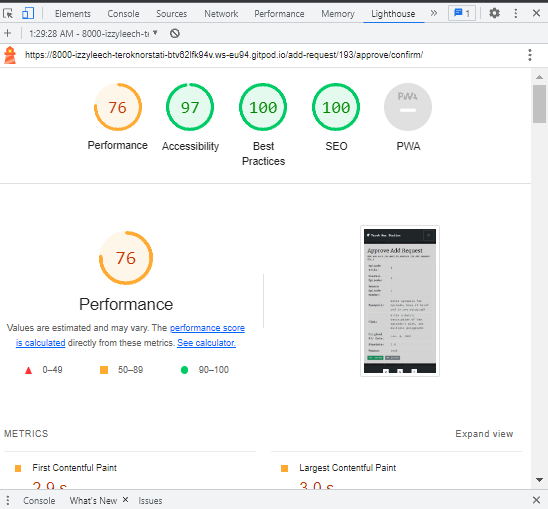 Elements Console Sources Network Performance Memory Lighthouse » 1
+ 1:29:28 AM - 8000-izzyleech-t
https://8000-izzyleech-teroknorstati-btv62lfk94v.ws-eu94.gitpod.io/add-request/193/approve/confirm/
76 97 100 100 PWA
Performance Accessibility Best Practices SEO PWA
76
Performance
Values are estimated and may vary. The performance score
is calculated directly from these metrics. See calculator.
0–49 50–89 90–100
Approve Add Request
METRICS Expand view
First Contentful Paint Largest Contentful Paint
2.9 s 3.0 s
Console What's New × Issues